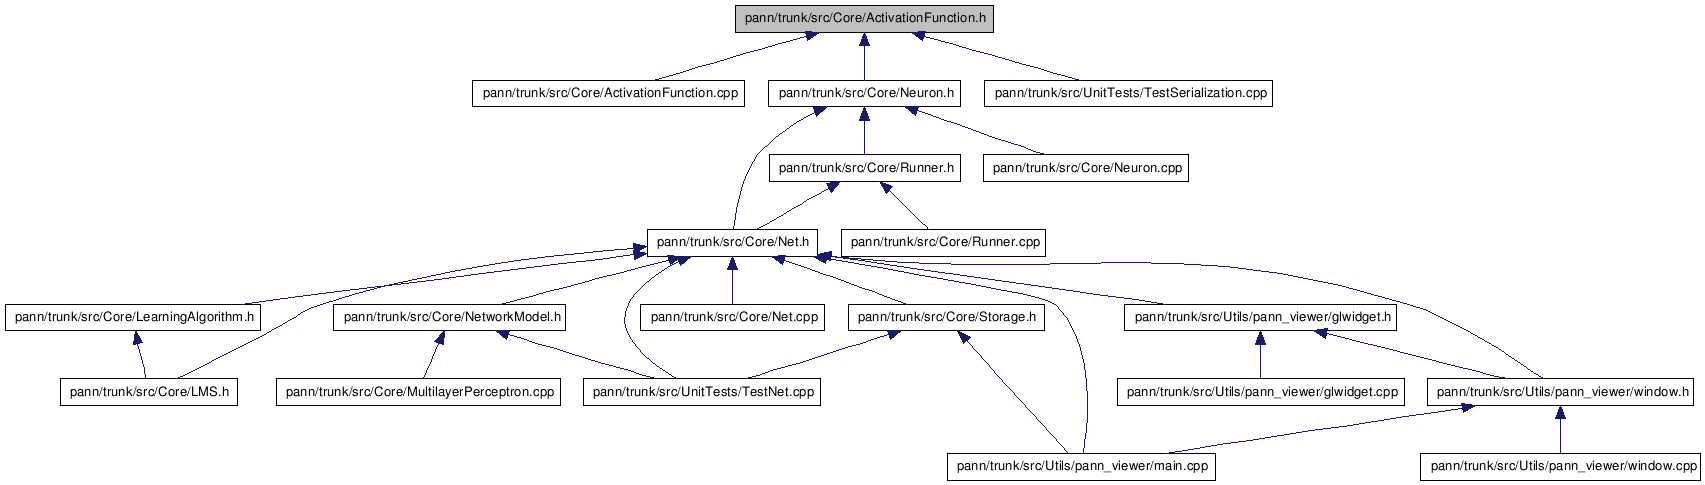 pann/trunk/src/Core/ActivationFunction.h
pann/trunk/src/Core/ActivationFunction.cpp
pann/trunk/src/Core/Neuron.h
pann/trunk/src/UnitTests/TestSerialization.cpp
pann/trunk/src/Core/Runner.h
pann/trunk/src/Core/Neuron.cpp
pann/trunk/src/Core/Net.h
pann/trunk/src/Core/Runner.cpp
pann/trunk/src/Core/LearningAlgorithm.h
pann/trunk/src/Core/NetworkModel.h
pann/trunk/src/Core/Net.cpp
pann/trunk/src/Core/Storage.h
pann/trunk/src/Utils/pann_viewer/glwidget.h
pann/trunk/src/Core/LMS.h
pann/trunk/src/Core/MultilayerPerceptron.cpp
pann/trunk/src/UnitTests/TestNet.cpp
pann/trunk/src/Utils/pann_viewer/glwidget.cpp
pann/trunk/src/Utils/pann_viewer/window.h
pann/trunk/src/Utils/pann_viewer/main.cpp
pann/trunk/src/Utils/pann_viewer/window.cpp